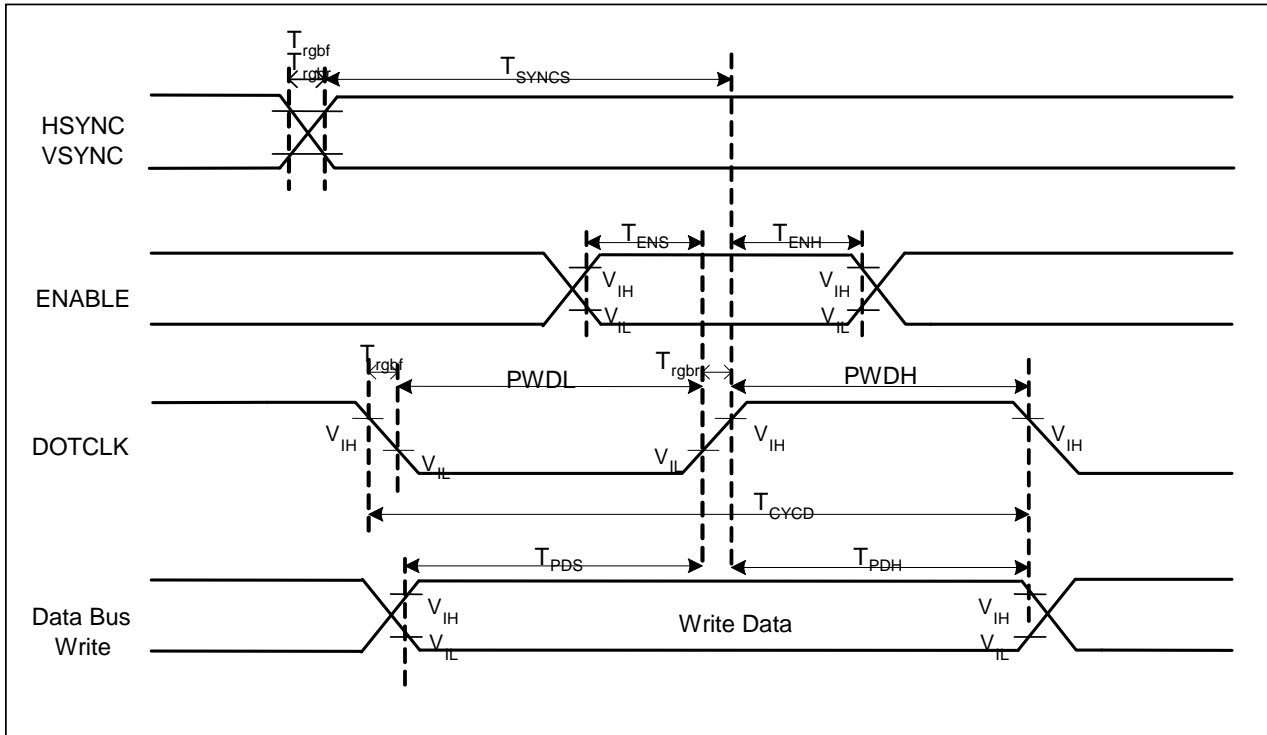 Trgbf
Trgbr
TSYNCS
HSYNC
VSYNC
TENS
TENH
VIH
VIH
ENABLE
VIL
VIL
Trgbf
Trgbr
PWDL
PWDH
DOTCLK
VIH
VIL
VIL
VIH
VIH
TCYCD
TPDS
TPDH
Data Bus
Write
VIH
VIL
Write Data
VIH
VIL